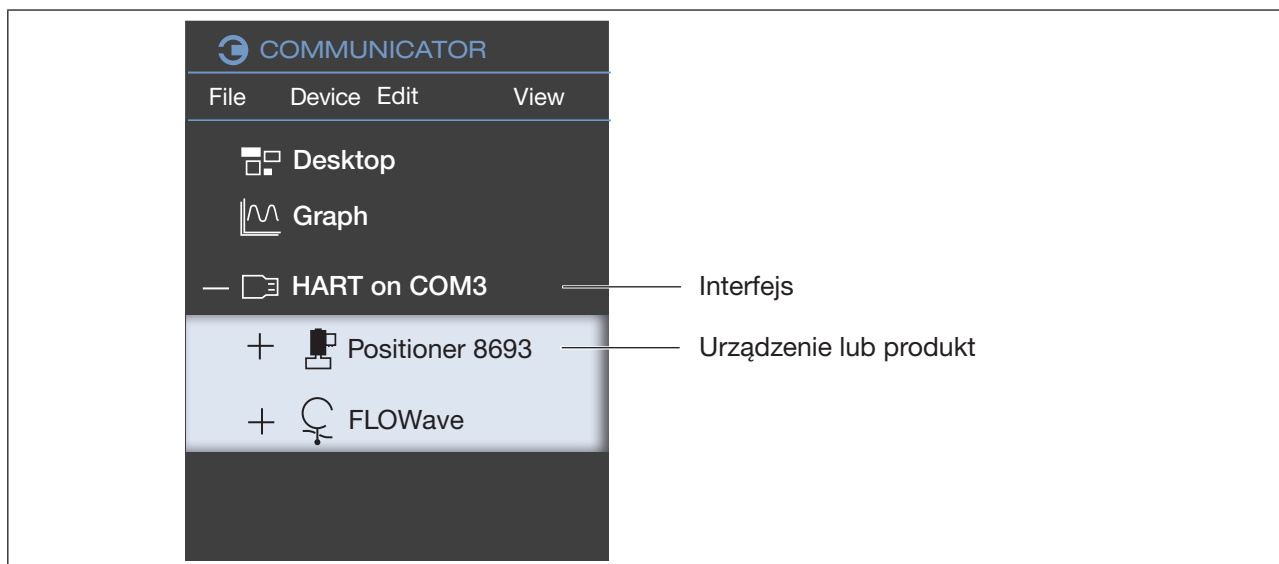 COMMUNICATOR
File Device Edit View
Desktop
Graph
HART on COM3 Interfejs
Positioner 8693 Urządzenie lub produkt
FLOWave